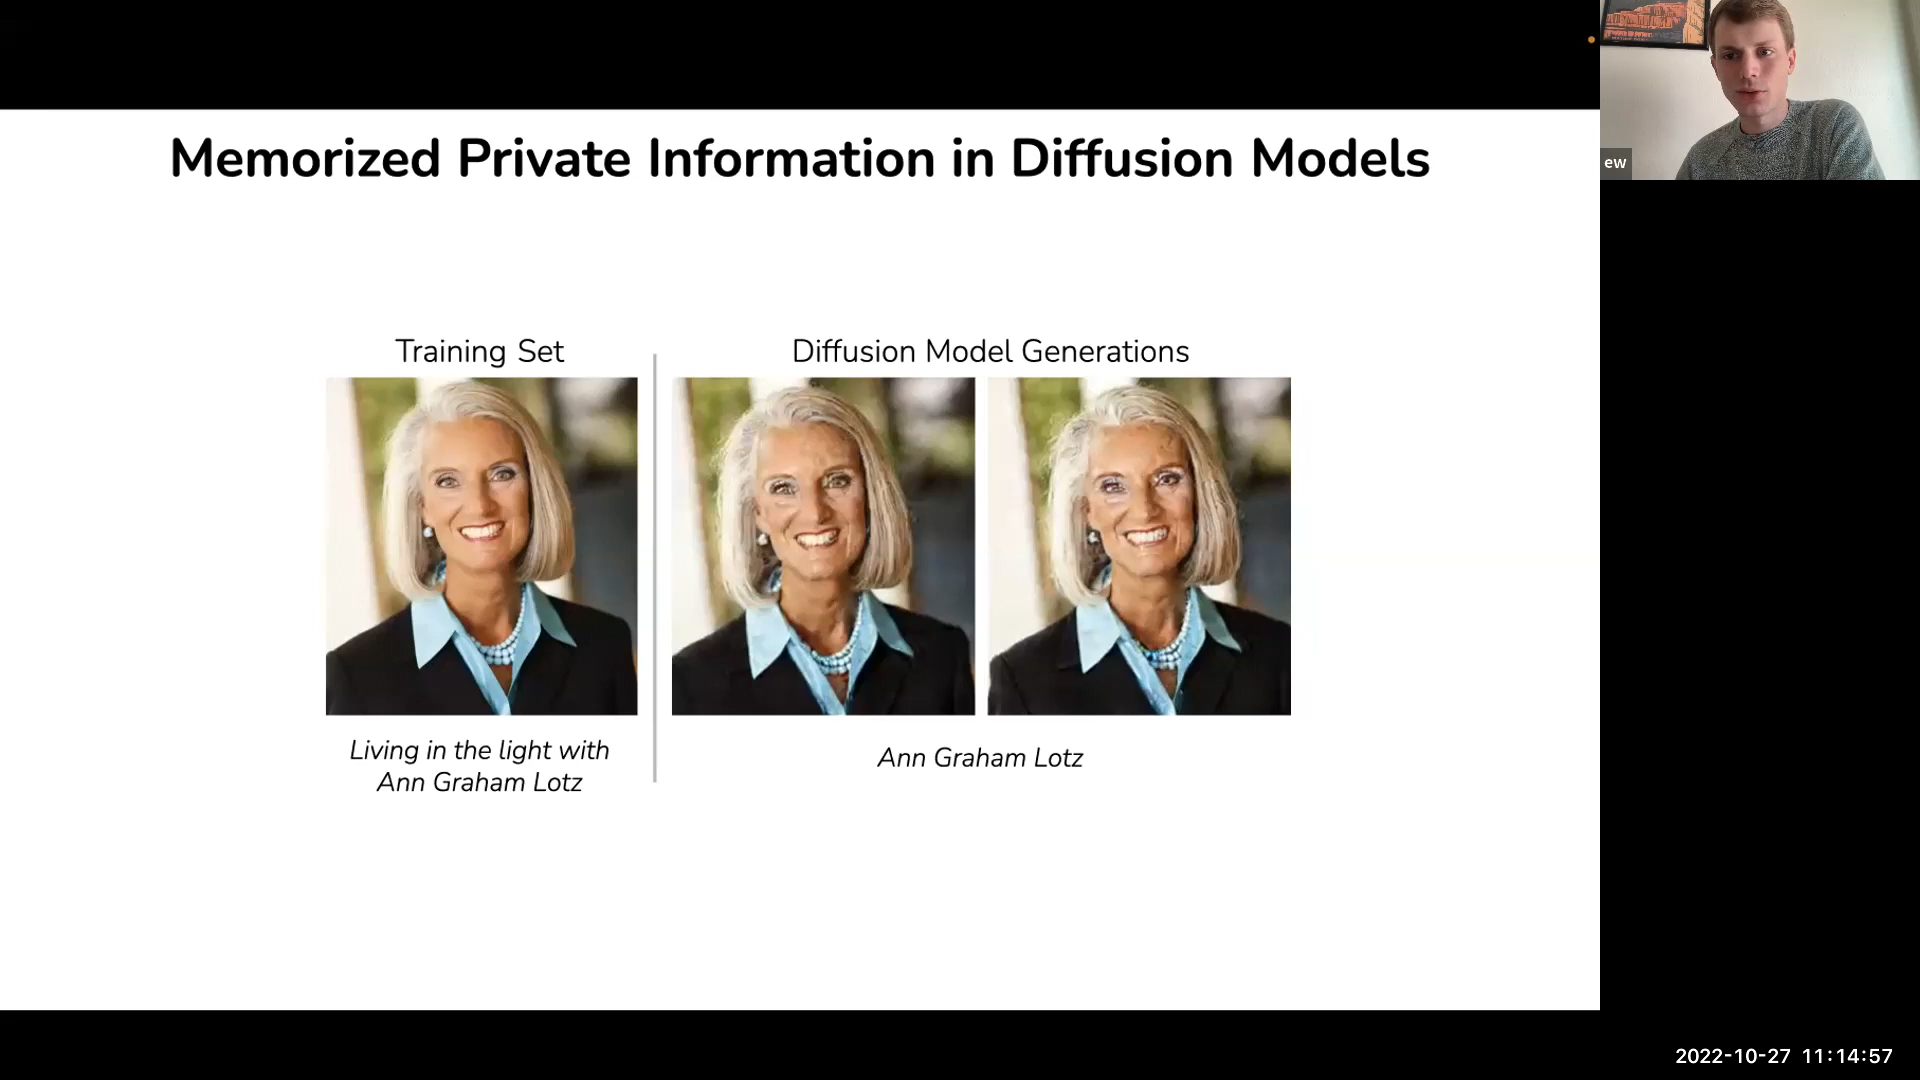 Memorized Private Information in Diffusion Models
Training Set
Diffusion Model Generations
Living in the light with
Ann Graham Lotz
Ann Graham Lotz
ew
2022-10-27 11:14:57